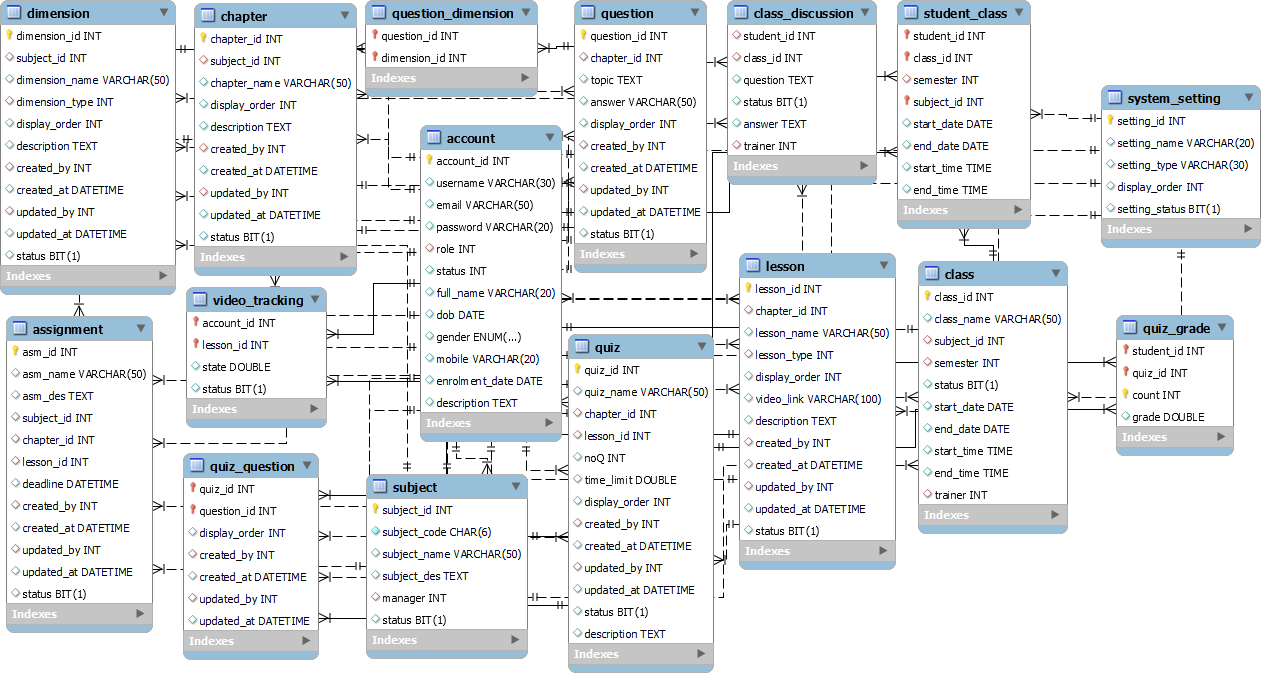 dimension
dimension_id INT
subject_id INT
dimension_name VARCHAR(50)
dimension_type INT
display_order INT
description TEXT
created_by INT
created_at DATETIME
updated_by INT
updated_at DATETIME
status BIT(1)
Indexes
chapter
chapter_id INT
subject_id INT
chapter_name VARCHAR(50)
display_order INT
description TEXT
created_by INT
created_at DATETIME
updated_by INT
updated_at DATETIME
status BIT(1)
Indexes
question_dimension
question_id INT
dimension_id INT
Indexes
question
question_id INT
chapter_id INT
topic TEXT
answer VARCHAR(50)
display_order INT
created_by INT
created_at DATETIME
updated_by INT
updated_at DATETIME
status BIT(1)
Indexes
class_discussion
student_id INT
class_id INT
question TEXT
status BIT(1)
answer TEXT
trainer INT
Indexes
student_class
student_id INT
class_id INT
semester INT
subject_id INT
start_date DATE
end_date DATE
start_time TIME
end_time TIME
Indexes
system_setting
setting_id INT
setting_name VARCHAR(20)
setting_type VARCHAR(30)
display_order INT
setting_status BIT(1)
Indexes
account
account_id INT
username VARCHAR(30)
email VARCHAR(50)
password VARCHAR(20)
role INT
status INT
full_name VARCHAR(20)
dob DATE
gender ENUM(...)
mobile VARCHAR(20)
enrolment_date DATE
description TEXT
Indexes
lesson
lesson_id INT
chapter_id INT
lesson_name VARCHAR(50)
lesson_type INT
display_order INT
video_link VARCHAR(100)
description TEXT
created_by INT
created_at DATETIME
updated_by INT
updated_at DATETIME
status BIT(1)
Indexes
class
class_id INT
class_name VARCHAR(50)
subject_id INT
semester INT
status BIT(1)
start_date DATE
end_date DATE
start_time TIME
end_time TIME
trainer INT
Indexes
video_tracking
account_id INT
lesson_id INT
state DOUBLE
status BIT(1)
Indexes
assignment
asm_id INT
asm_name VARCHAR(50)
asm_des TEXT
subject_id INT
chapter_id INT
lesson_id INT
deadline DATETIME
created_by INT
created_at DATETIME
updated_by INT
updated_at DATETIME
status BIT(1)
Indexes
quiz
quiz_id INT
quiz_name VARCHAR(50)
chapter_id INT
lesson_id INT
noQ INT
time_limit DOUBLE
display_order INT
created_by INT
created_at DATETIME
updated_by INT
updated_at DATETIME
status BIT(1)
description TEXT
Indexes
quiz_grade
student_id INT
quiz_id INT
count INT
grade DOUBLE
Indexes
quiz_question
quiz_id INT
question_id INT
display_order INT
created_by INT
created_at DATETIME
updated_by INT
updated_at DATETIME
Indexes
subject
subject_id INT
subject_code CHAR(6)
subject_name VARCHAR(50)
subject_des TEXT
manager INT
status BIT(1)
Indexes